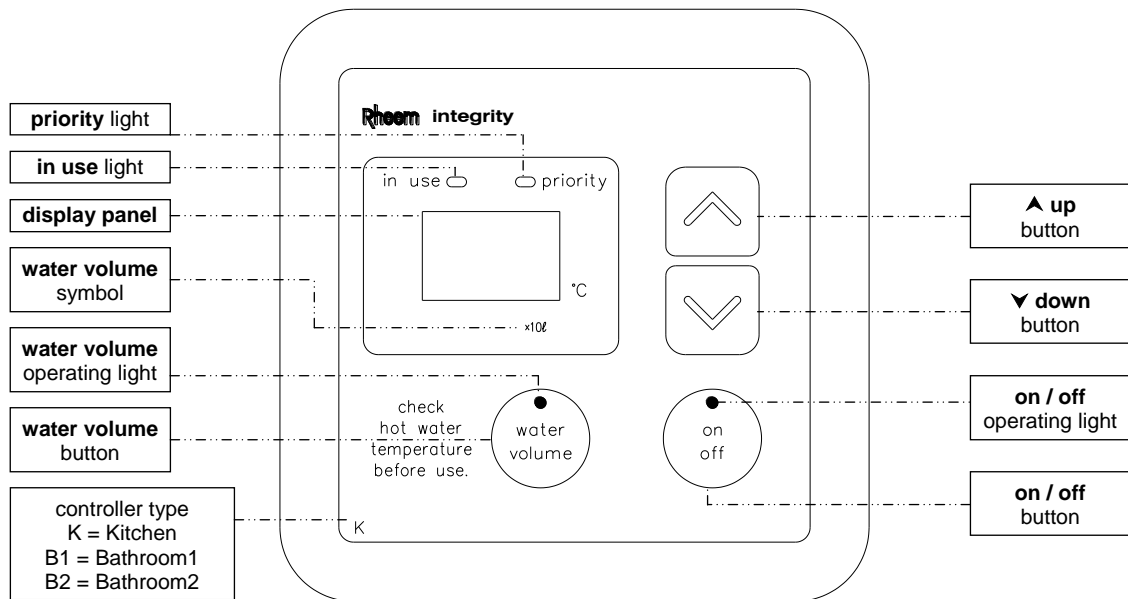 priority light
in use light
display panel
water volume
symbol
water volume
operating light
water volume
button
controller type
K = Kitchen
B1 = Bathroom1
B2 = Bathroom2
Rheem integrity
in use priority
°C
×10ℓ
check
hot water
temperature
before use.
water
volume
on
off
K
up
button
down
button
on / off
operating light
on / off
button